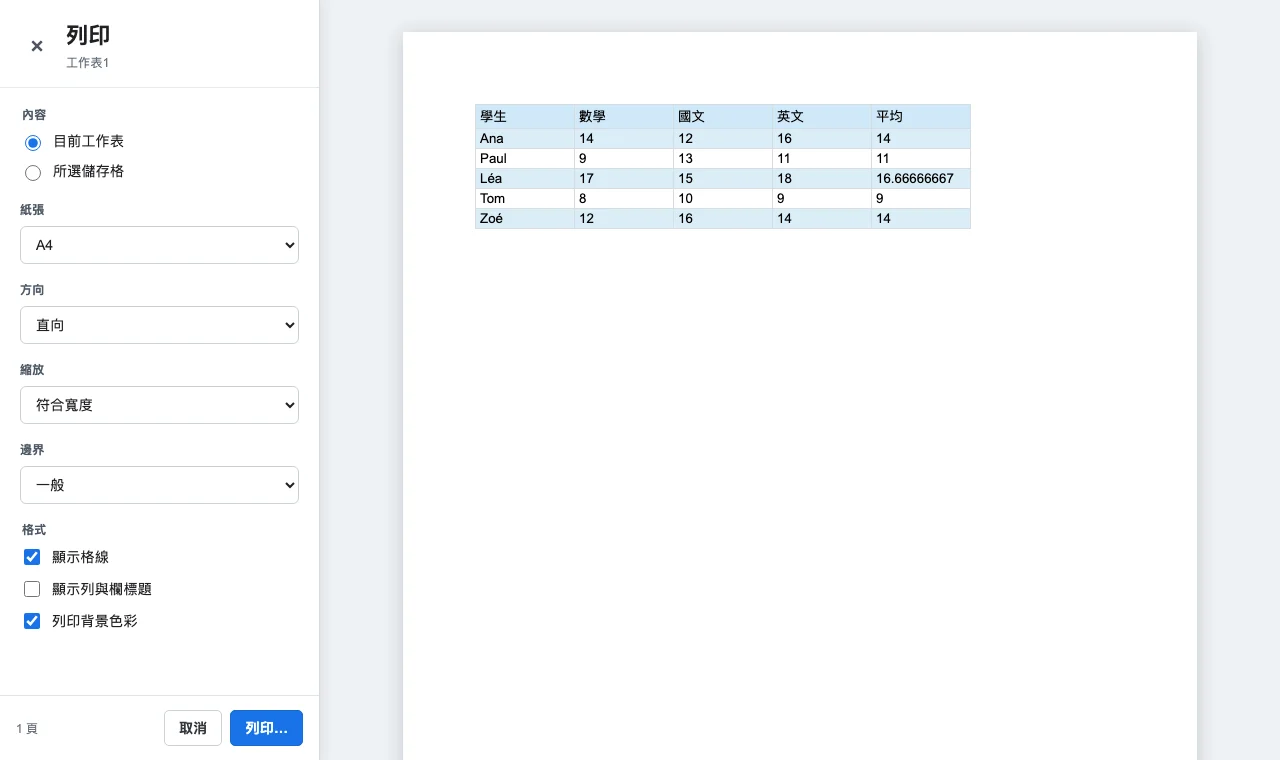 列印
工作表1
內容
目前工作表
所選儲存格
紙張
A4
方向
直向
縮放
符合寬度
邊界
一般
格式
顯示格線
顯示列與欄標題
列印背景色彩
1 頁
取消
列印...
學生 數學 國文 英文 平均
Ana 14 12 16 14
Paul 9 13 11 11
Léa 17 15 18 16.66666667
Tom 8 10 9 9
Zoé 12 16 14 14